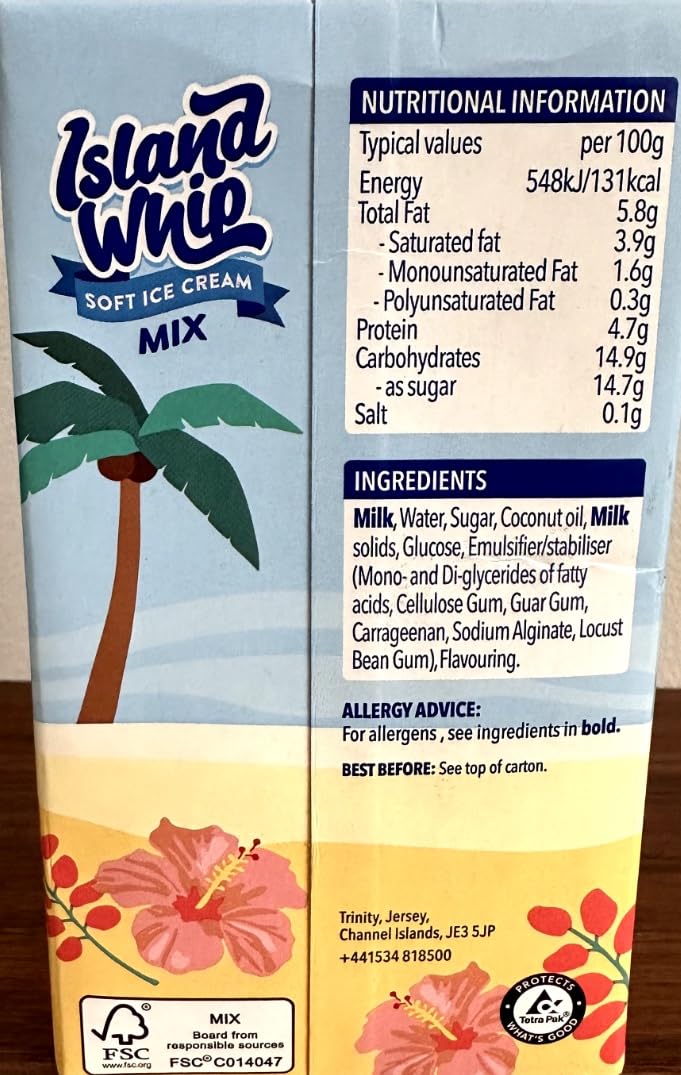 Island
Whip
SOFT ICE CREAM
MIX
FSC®
www.fsc.org
MIX
Board from
responsible sources
FSC® C014047
NUTRITIONAL INFORMATION
Typical values per 100g
Energy 548kJ/131kcal
Total Fat 5.8g
- Saturated fat 3.9g
- Monounsaturated Fat 1.6g
- Polyunsaturated Fat 0.3g
Protein 4.7g
Carbohydrates 14.9g
- as sugar 14.7g
Salt 0.1g
INGREDIENTS
Milk, Water, Sugar, Coconut oil, Milk
solids, Glucose, Emulsifier/stabiliser
(Mono- and Di-glycerides of fatty
acids, Cellulose Gum, Guar Gum,
Carrageenan, Sodium Alginate, Locust
Bean Gum), Flavouring.
ALLERGY ADVICE:
For allergens , see ingredients in bold.
BEST BEFORE: See top of carton.
Trinity, Jersey,
Channel Islands, JE3 5JP
+441534 818500
PROTECTS
Tetra Pak®
WHAT'S GOOD